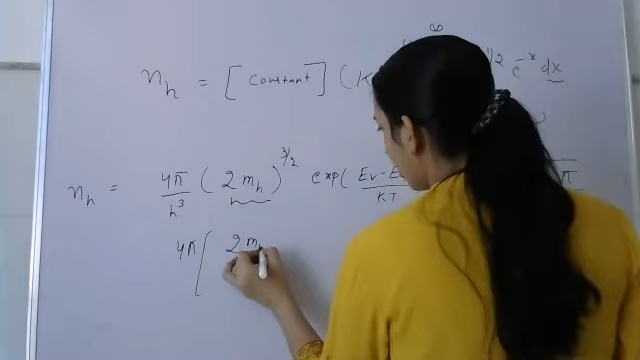 n_h = [Constant] (K ∞ 1/2 e^-x dx
n_h = 4π/h³ (2 m_h)^3/2 exp( Ev - E / KT π
4π ( 2 m